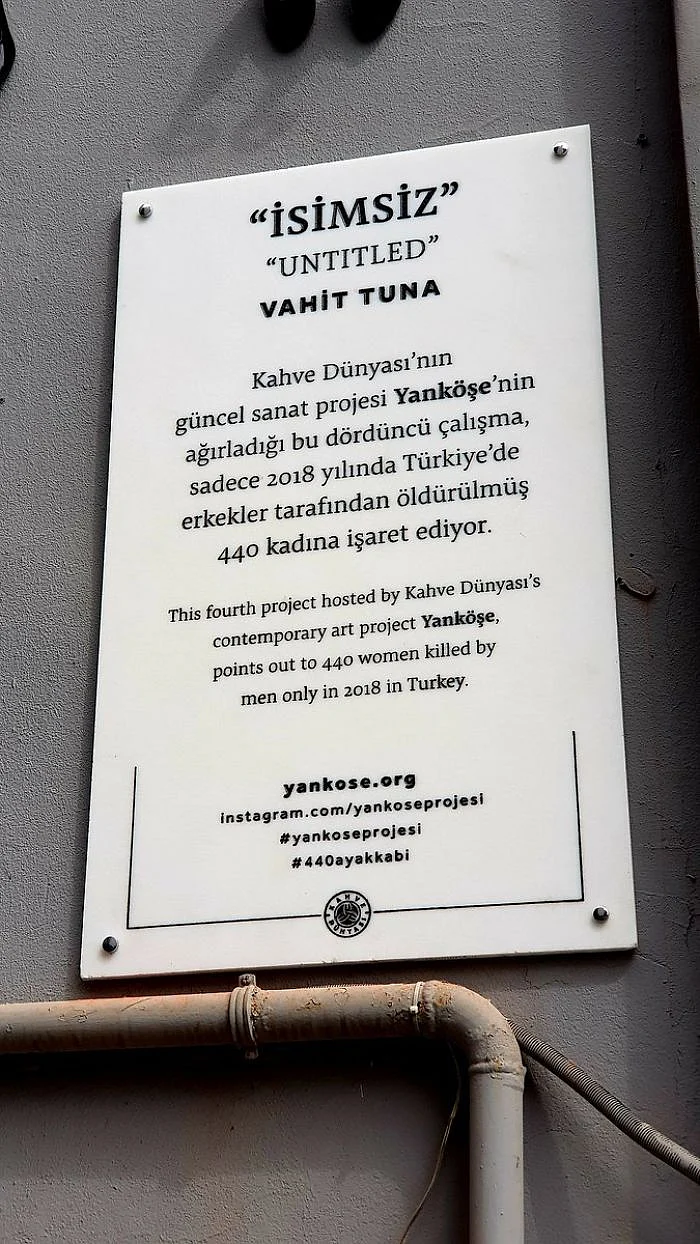 “İSİMSİZ”
“UNTITLED”
VAHİT TUNA
Kahve Dünyası’nın
güncel sanat projesi Yanköşe’nin
ağırladığı bu dördüncü çalışma,
sadece 2018 yılında Türkiye’de
erkekler tarafından öldürülmüş
440 kadına işaret ediyor.
This fourth project hosted by Kahve Dünyası’s
contemporary art project Yanköşe,
points out to 440 women killed by
men only in 2018 in Turkey.
yankose.org
instagram.com/yankoseprojesi
#yankoseprojesi
#440ayakkabi
KAHVE DÜNYASI